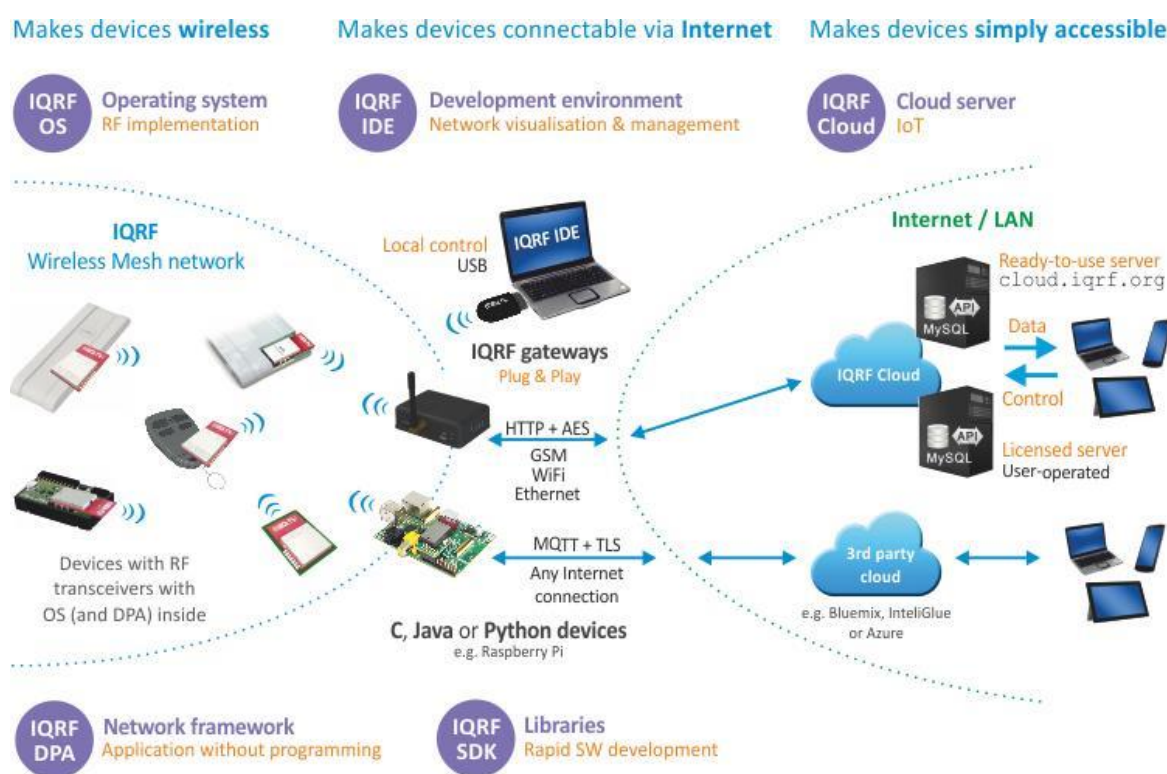 Makes devices wireless
Makes devices connectable via Internet
Makes devices simply accessible
IQRF
OS
Operating system
RF implementation
IQRF
IDE
Development environment
Network visualisation & management
IQRF
Cloud
Cloud server
IoT
IQRF
Wireless Mesh network
Local control
USB
IQRF IDE
Internet / LAN
Ready-to-use server
cloud.iqrf.org
API
MySQL
Data
IQRF Cloud
Control
API
MySQL
Licensed server
User-operated
IQRF gateways
Plug & Play
HTTP + AES
GSM
WiFi
Ethernet
Devices with RF
transceivers with
OS (and DPA) inside
MQTT + TLS
Any Internet
connection
3rd party
cloud
e.g. Bluemix, InteliGlue
or Azure
C, Java or Python devices
e.g. Raspberry Pi
IQRF
DPA
Network framework
Application without programming
IQRF
SDK
Libraries
Rapid SW development